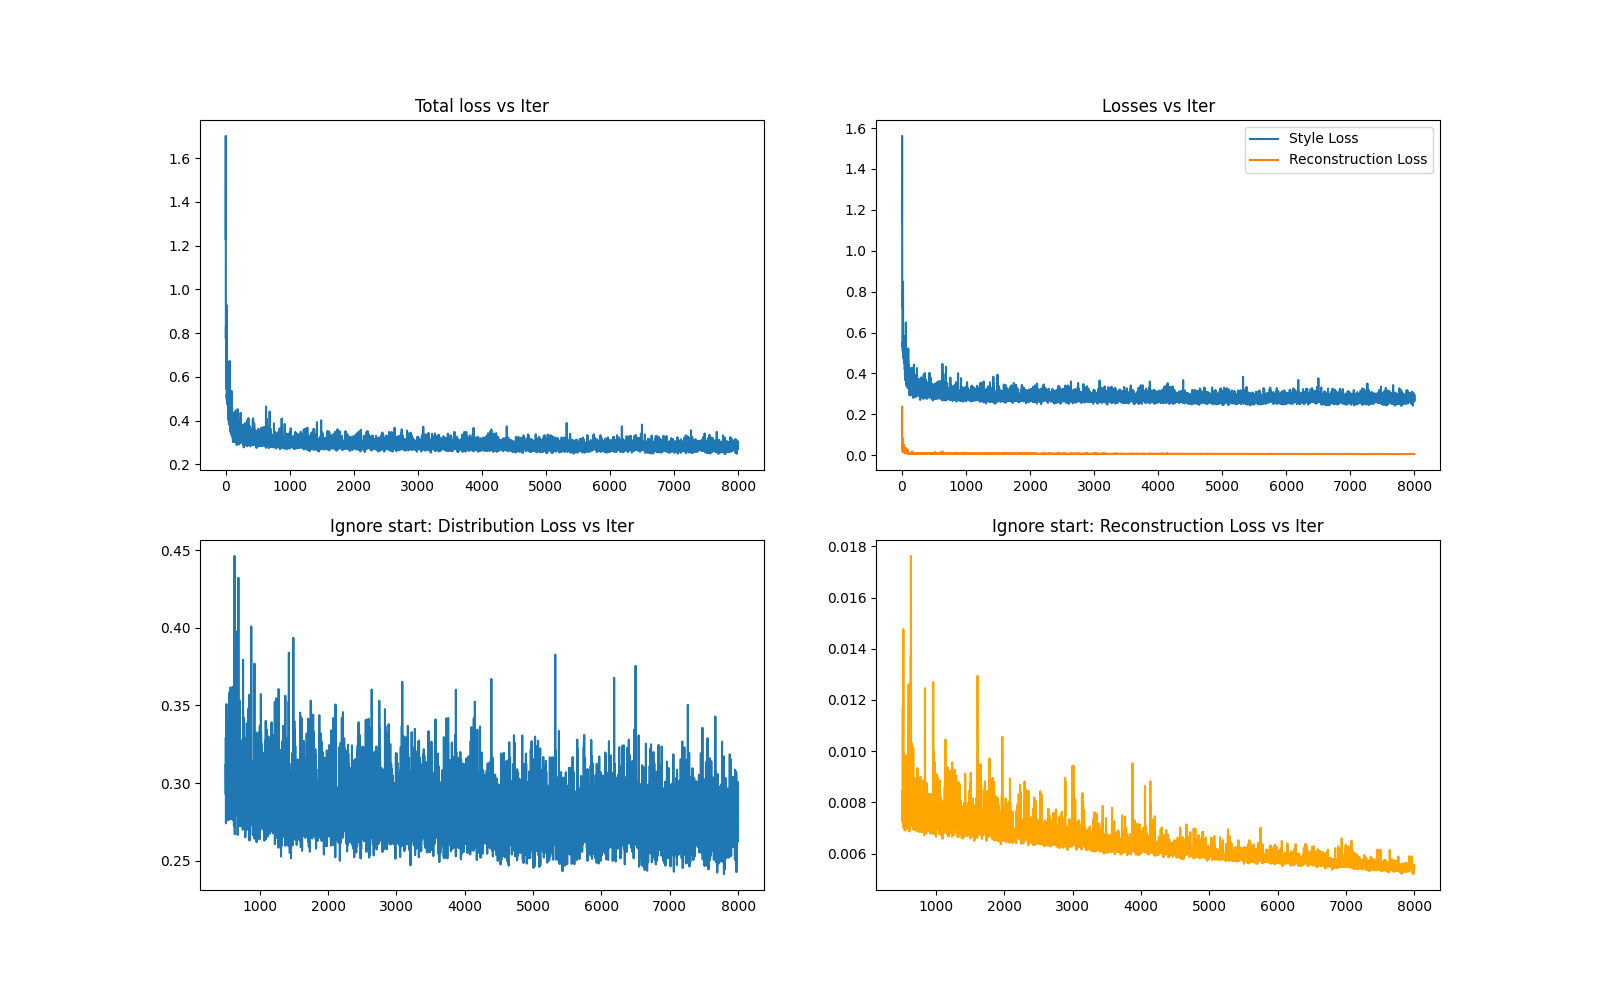 Total loss vs Iter
1.6
1.4
1.2
1.0
0.8
0.6
0.4
0.2
0 1000 2000 3000 4000 5000 6000 7000 8000
Losses vs Iter
Style Loss
Reconstruction Loss
1.6
1.4
1.2
1.0
0.8
0.6
0.4
0.2
0.0
0 1000 2000 3000 4000 5000 6000 7000 8000
Ignore start: Distribution Loss vs Iter
0.45
0.40
0.35
0.30
0.25
1000 2000 3000 4000 5000 6000 7000 8000
Ignore start: Reconstruction Loss vs Iter
0.018
0.016
0.014
0.012
0.010
0.008
0.006
1000 2000 3000 4000 5000 6000 7000 8000